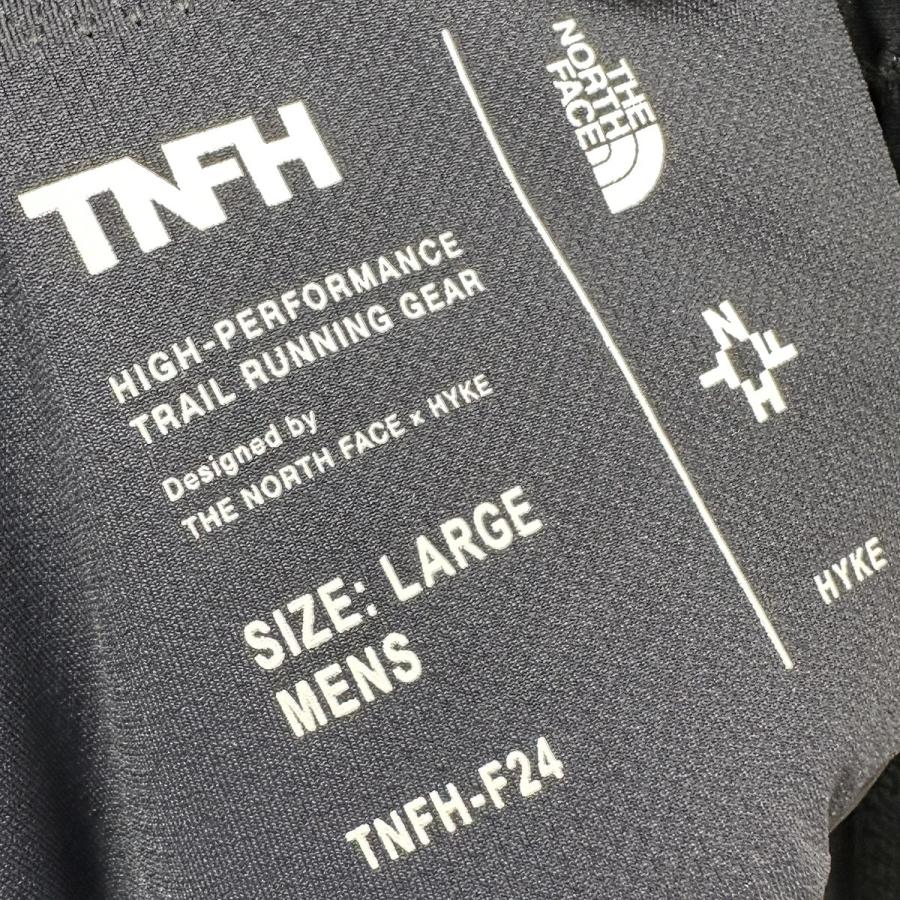 TNFH
HIGH-PERFORMANCE
TRAIL RUNNING GEAR
Designed by
THE NORTH FACE x HYKE
SIZE: LARGE
MENS
TNFH-F24
THE
NORTH
FACE
T
N
F
H
HYKE